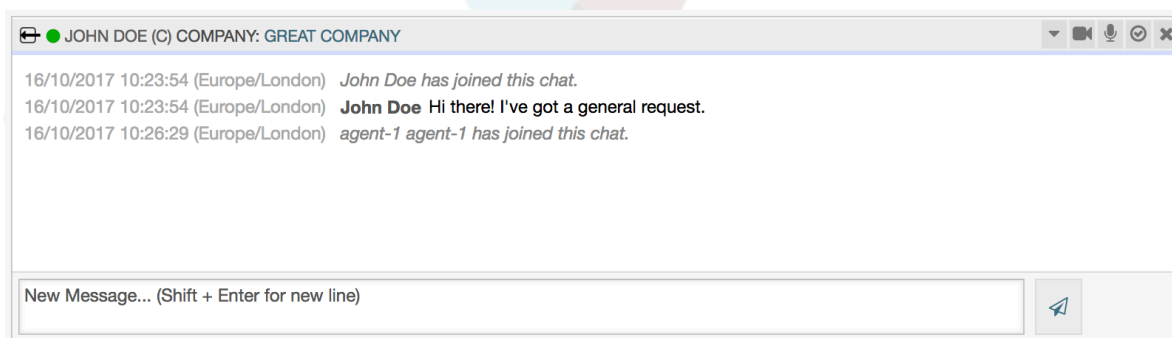 JOHN DOE (C) COMPANY: GREAT COMPANY
16/10/2017 10:23:54 (Europe/London) John Doe has joined this chat.
16/10/2017 10:23:54 (Europe/London) John Doe Hi there! I've got a general request.
16/10/2017 10:26:29 (Europe/London) agent-1 agent-1 has joined this chat.
New Message... (Shift + Enter for new line)